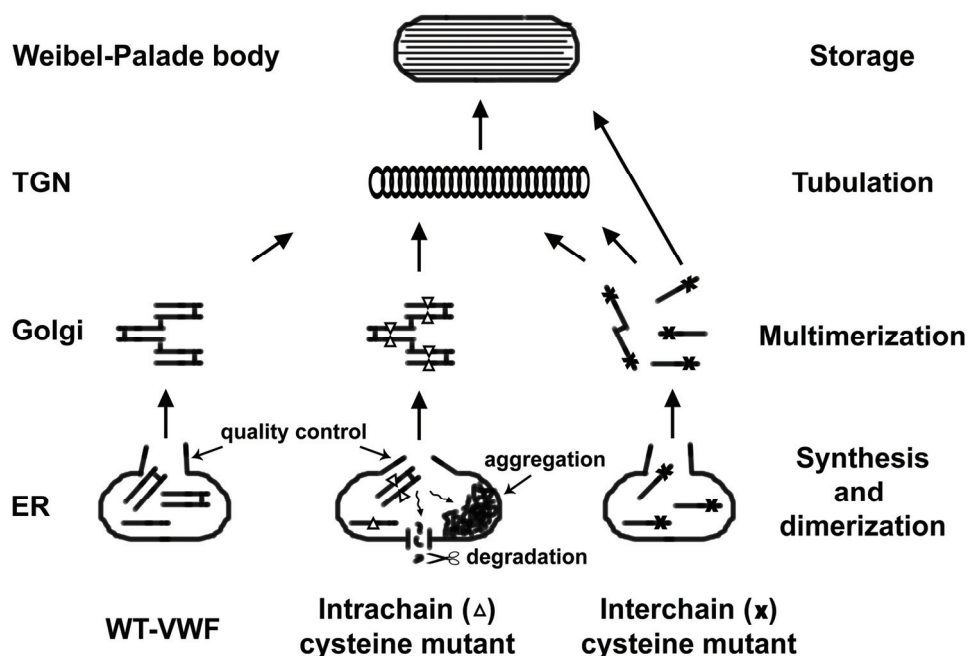 Weibel-Palade body
Storage
TGN
Tubulation
Golgi
Multimerization
quality control
aggregation
Synthesis
and
dimerization
ER
degradation
WT-VWF
Intrachain (△)
cysteine mutant
Interchain (x)
cysteine mutant